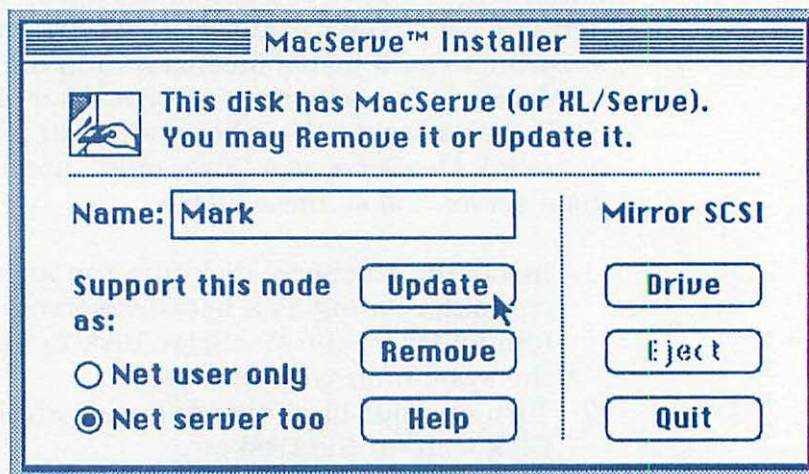 MacServe™ Installer
This disk has MacServe (or XL/Serve).
You may Remove it or Update it.
Name: Mark
Mirror SCSI
Support this node as:
Net user only
Net server too
Update
Remove
Help
Drive
Eject
Quit